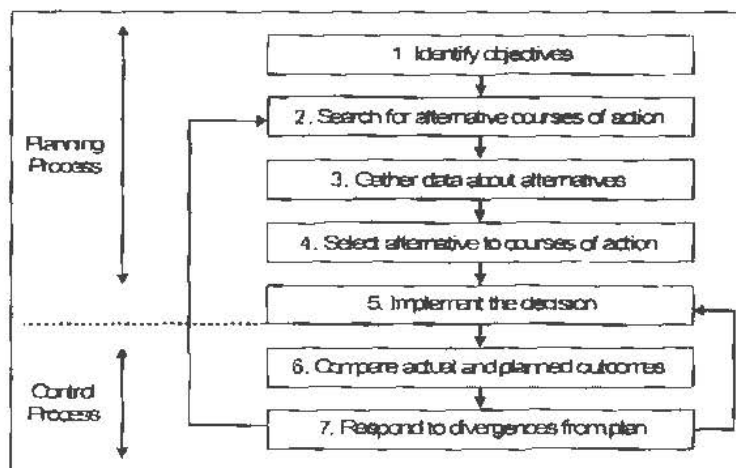 1 Identify objectives
2. Search for alternative courses of action
Planning
Process
3. Gather data about alternatives
4. Select alternative to courses of action
5. Implement the decision
6. Compare actual and planned outcomes
Control
Process
7. Respond to divergences from plan